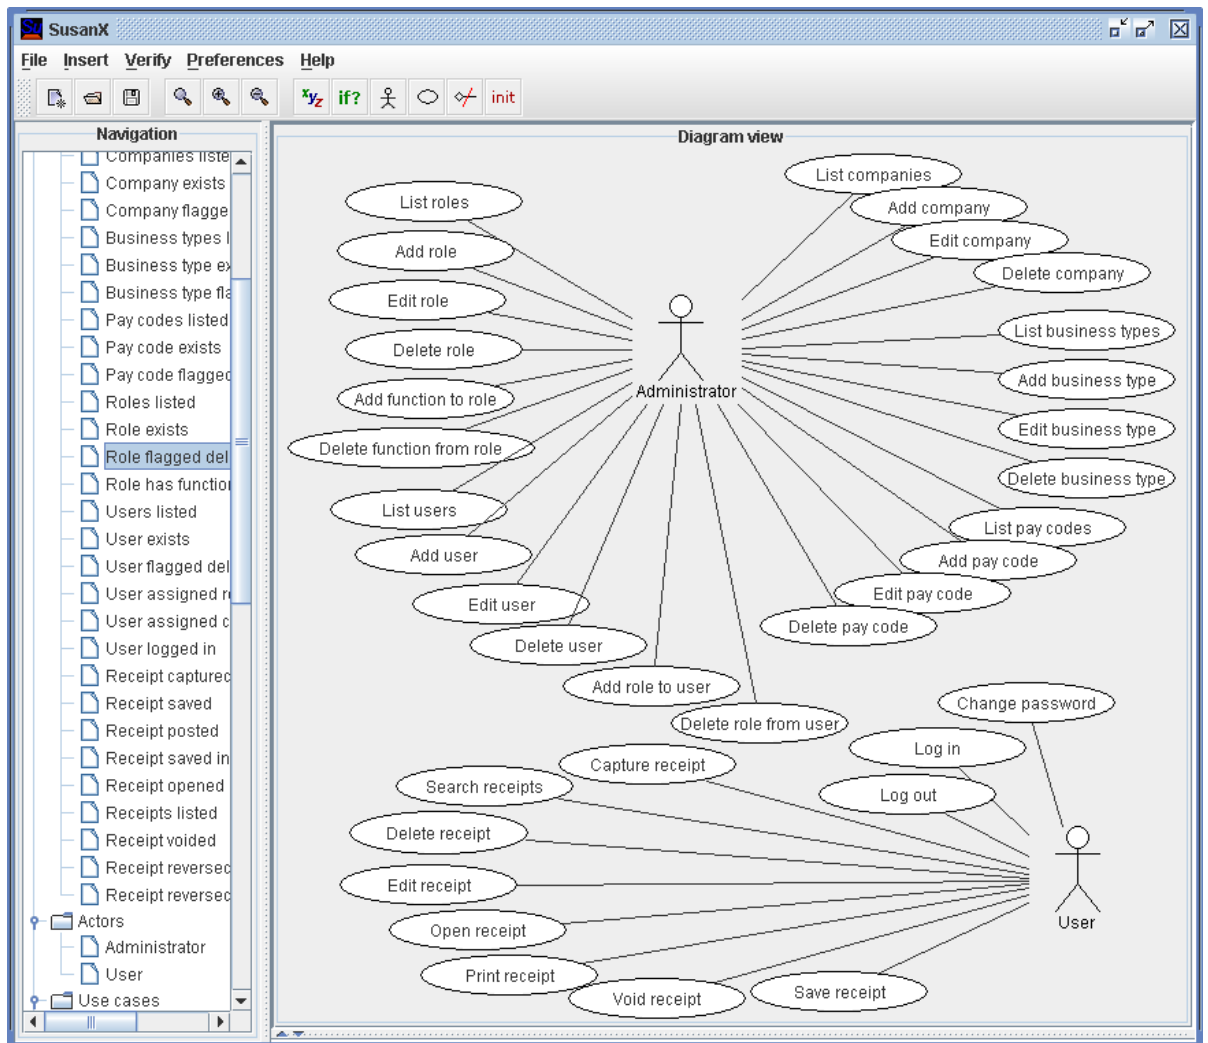 Su SusanX
File Insert Verify Preferences Help
xyz if? init
Navigation
Companies liste
Company exists
Company flagge
Business types l
Business type ex
Business type fla
Pay codes listed
Pay code exists
Pay code flagged
Roles listed
Role exists
Role flagged del
Role has function
Users listed
User exists
User flagged del
User assigned r
User assigned c
User logged in
Receipt captured
Receipt saved
Receipt posted
Receipt saved in
Receipt opened
Receipts listed
Receipt voided
Receipt reversed
Receipt reversed
Actors
Administrator
User
Use cases
Diagram view
List companies
List roles
Add company
Edit company
Add role
Delete company
Edit role
List business types
Delete role
Add business type
Administrator
Add function to role
Edit business type
Delete function from role
Delete business type
List users
List pay codes
Add user
Add pay code
Edit pay code
Edit user
Delete pay code
Delete user
Add role to user
Change password
Delete role from user
Log in
Capture receipt
Search receipts
Log out
Delete receipt
Edit receipt
User
Open receipt
Print receipt
Save receipt
Void receipt